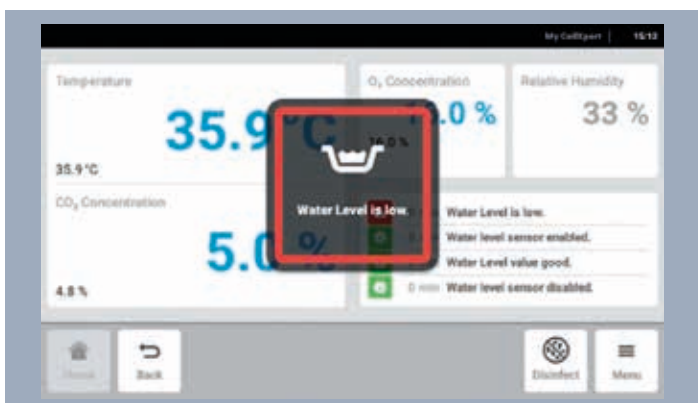 My CellXpert | 15:13
Temperature
35.9 °C
35.9 °C
CO₂ Concentration
5.0 %
4.8 %
O₂ Concentration
.0 %
Relative Humidity
33 %
Water Level is low.
Water Level is low.
Water level sensor enabled.
Water Level value good.
0 min Water level sensor disabled.
Home
Back
Disinfect
Menu